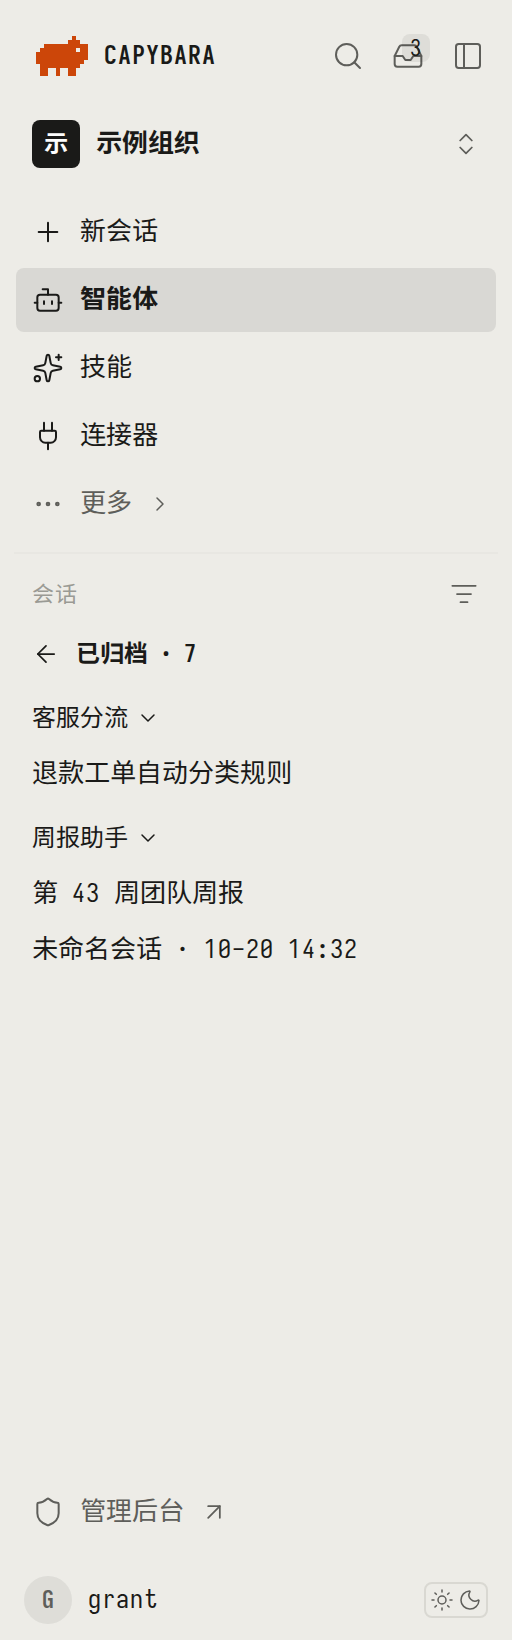 CAPYBARA
3
示 示例组织
新会话
智能体
技能
连接器
更多
会话
已归档 · 7
客服分流
退款工单自动分类规则
周报助手
第 43 周团队周报
未命名会话 · 10-20 14:32
管理后台
G grant